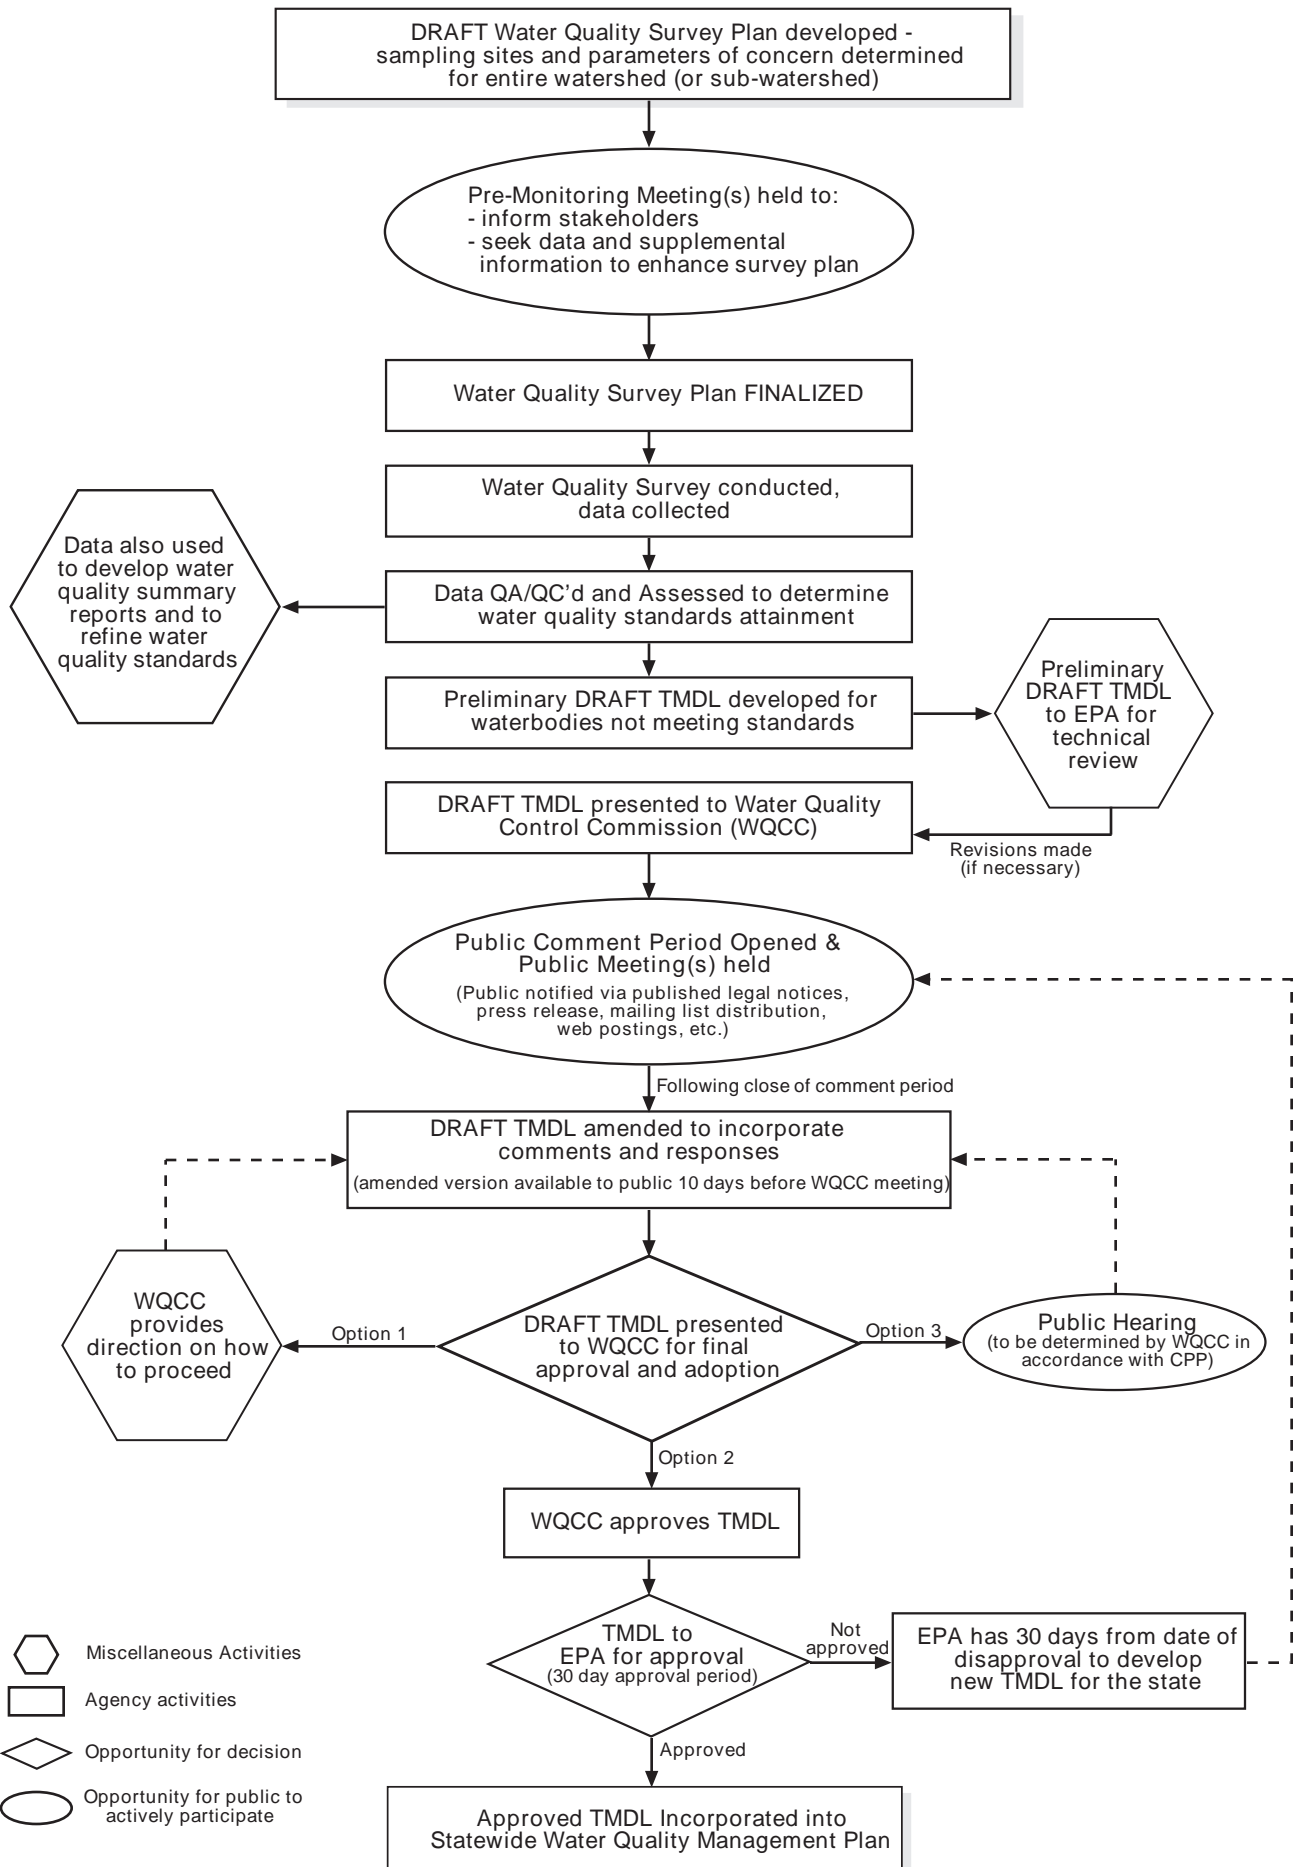 DRAFT Water Quality Survey Plan developed -
sampling sites and parameters of concern determined
for entire watershed (or sub-watershed)
Pre-Monitoring Meeting(s) held to:
- inform stakeholders
- seek data and supplemental
information to enhance survey plan
Water Quality Survey Plan FINALIZED
Water Quality Survey conducted,
data collected
Data also used
to develop water
quality summary
reports and to
refine water
quality standards
Data QA/QC’d and Assessed to determine
water quality standards attainment
Preliminary DRAFT TMDL developed for
waterbodies not meeting standards
Preliminary
DRAFT TMDL
to EPA for
technical
review
DRAFT TMDL presented to Water Quality
Control Commission (WQCC)
Revisions made
(if necessary)
Public Comment Period Opened &
Public Meeting(s) held
(Public notified via published legal notices,
press release, mailing list distribution,
web postings, etc.)
Following close of comment period
DRAFT TMDL amended to incorporate
comments and responses
(amended version available to public 10 days before WQCC meeting)
WQCC
provides
direction on how
to proceed
Option 1
DRAFT TMDL presented
to WQCC for final
approval and adoption
Option 3
Public Hearing
(to be determined by WQCC in
accordance with CPP)
Option 2
WQCC approves TMDL
TMDL to
EPA for approval
(30 day approval period)
Not
approved
EPA has 30 days from date of
disapproval to develop
new TMDL for the state
Approved
Approved TMDL Incorporated into
Statewide Water Quality Management Plan
Miscellaneous Activities
Agency activities
Opportunity for decision
Opportunity for public to
actively participate